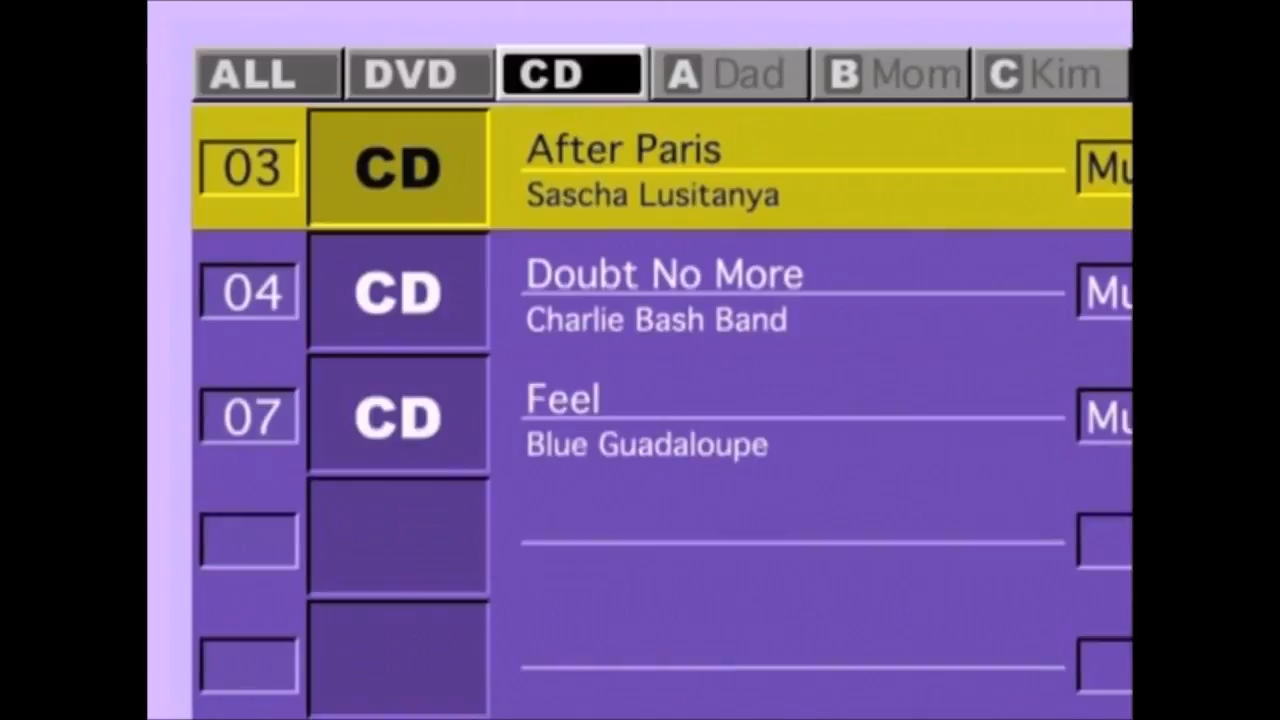 ALL DVD CD A Dad B Mom C Kim
03 CD After Paris Mu
Sascha Lusitanya
04 CD Doubt No More Mu
Charlie Bash Band
07 CD Feel Mu
Blue Guadaloupe